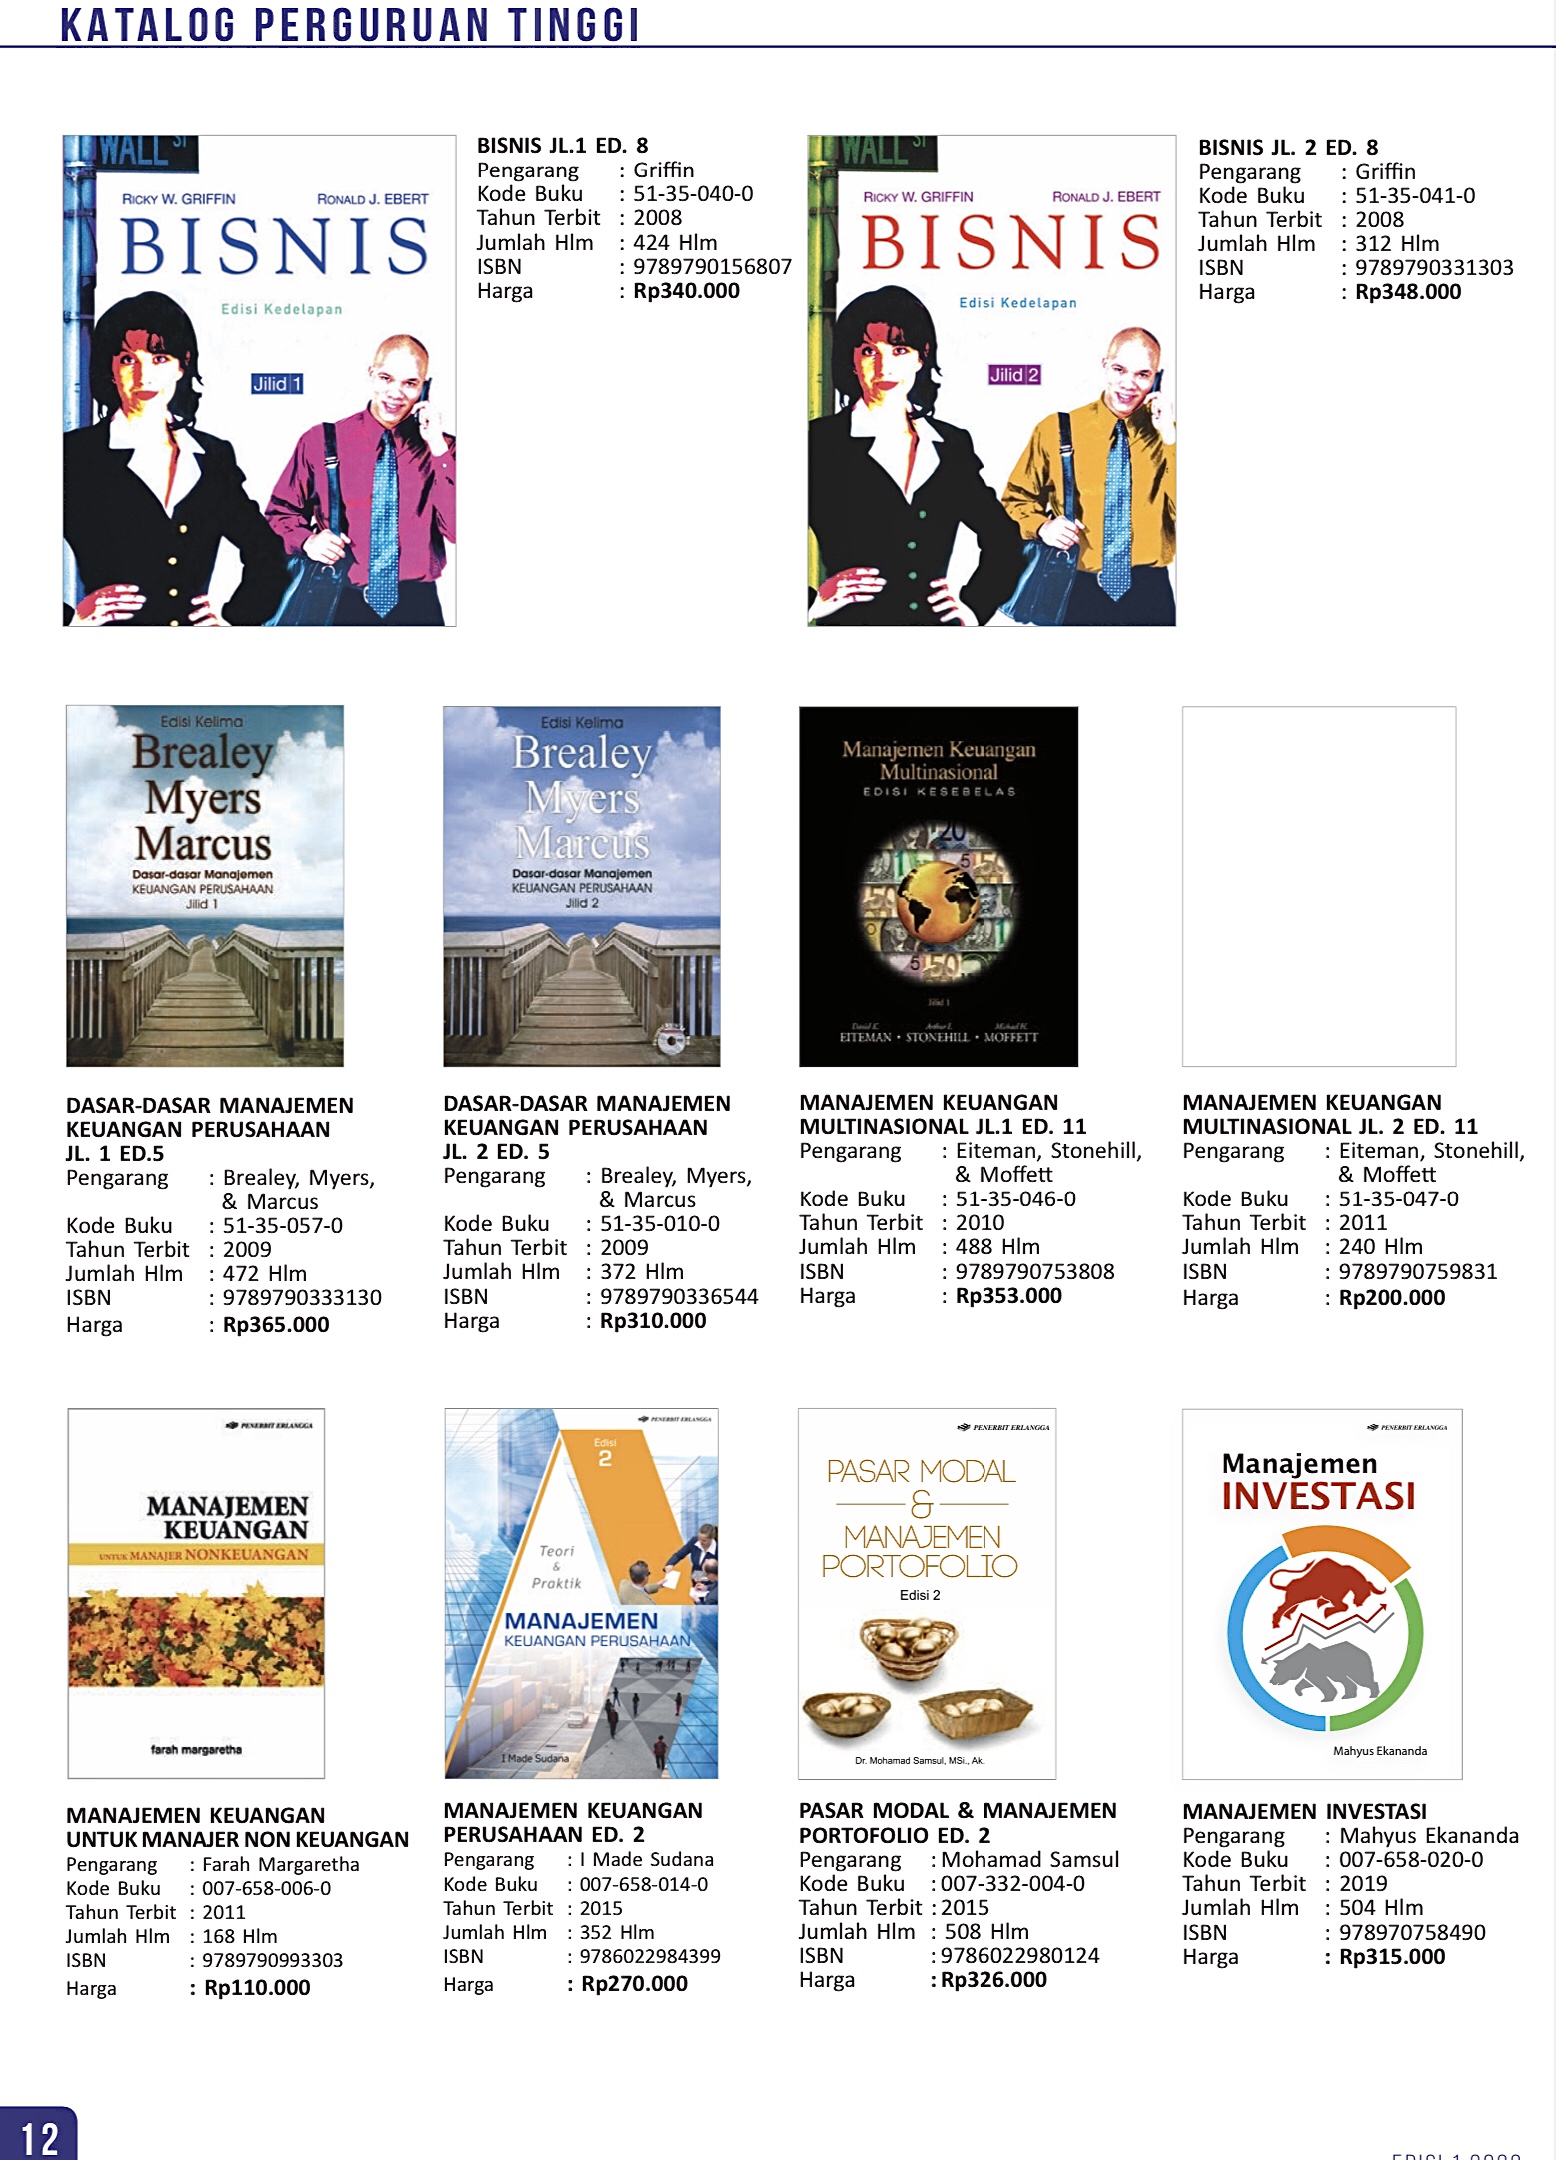 KATALOG PERGURUAN TINGGI
WALL ST
RICKY W. GRIFFIN RONALD J. EBERT
BISNIS
Edisi Kedelapan
Jilid 1
BISNIS JL.1 ED. 8
Pengarang : Griffin
Kode Buku : 51-35-040-0
Tahun Terbit : 2008
Jumlah Hlm : 424 Hlm
ISBN : 9789790156807
Harga : Rp340.000
WALL ST
RICKY W. GRIFFIN RONALD J. EBERT
BISNIS
Edisi Kedelapan
Jilid 2
BISNIS JL. 2 ED. 8
Pengarang : Griffin
Kode Buku : 51-35-041-0
Tahun Terbit : 2008
Jumlah Hlm : 312 Hlm
ISBN : 9789790331303
Harga : Rp348.000
Edisi Kelima
Brealey
Myers
Marcus
Dasar-dasar Manajemen
KEUANGAN PERUSAHAAN
Jilid 1
DASAR-DASAR MANAJEMEN
KEUANGAN PERUSAHAAN
JL. 1 ED.5
Pengarang : Brealey, Myers,
& Marcus
Kode Buku : 51-35-057-0
Tahun Terbit : 2009
Jumlah Hlm : 472 Hlm
ISBN : 9789790333130
Harga : Rp365.000
Edisi Kelima
Brealey
Myers
Marcus
Dasar-dasar Manajemen
KEUANGAN PERUSAHAAN
Jilid 2
DASAR-DASAR MANAJEMEN
KEUANGAN PERUSAHAAN
JL. 2 ED. 5
Pengarang : Brealey, Myers,
& Marcus
Kode Buku : 51-35-010-0
Tahun Terbit : 2009
Jumlah Hlm : 372 Hlm
ISBN : 9789790336544
Harga : Rp310.000
Manajemen Keuangan
Multinasional
EDISI KESEBELAS
20
5
50
5 50
Jilid 1
David K. Arthur I. Michael H.
EITEMAN • STONEHILL • MOFFETT
MANAJEMEN KEUANGAN
MULTINASIONAL JL.1 ED. 11
Pengarang : Eiteman, Stonehill,
& Moffett
Kode Buku : 51-35-046-0
Tahun Terbit : 2010
Jumlah Hlm : 488 Hlm
ISBN : 9789790753808
Harga : Rp353.000
MANAJEMEN KEUANGAN
MULTINASIONAL JL. 2 ED. 11
Pengarang : Eiteman, Stonehill,
& Moffett
Kode Buku : 51-35-047-0
Tahun Terbit : 2011
Jumlah Hlm : 240 Hlm
ISBN : 9789790759831
Harga : Rp200.000
PENERBIT ERLANGGA
MANAJEMEN
KEUANGAN
UNTUK MANAJER NONKEUANGAN
farah margaretha
MANAJEMEN KEUANGAN
UNTUK MANAJER NON KEUANGAN
Pengarang : Farah Margaretha
Kode Buku : 007-658-006-0
Tahun Terbit : 2011
Jumlah Hlm : 168 Hlm
ISBN : 9789790993303
Harga : Rp110.000
PENERBIT ERLANGGA
Edisi
2
Teori
&
Praktik
MANAJEMEN
KEUANGAN PERUSAHAAN
I Made Sudana
MANAJEMEN KEUANGAN
PERUSAHAAN ED. 2
Pengarang : I Made Sudana
Kode Buku : 007-658-014-0
Tahun Terbit : 2015
Jumlah Hlm : 352 Hlm
ISBN : 9786022984399
Harga : Rp270.000
PENERBIT ERLANGGA
PASAR MODAL
&
MANAJEMEN
PORTOFOLIO
Edisi 2
Dr. Mohamad Samsul, MSi., Ak.
PASAR MODAL & MANAJEMEN
PORTOFOLIO ED. 2
Pengarang : Mohamad Samsul
Kode Buku : 007-332-004-0
Tahun Terbit : 2015
Jumlah Hlm : 508 Hlm
ISBN : 9786022980124
Harga : Rp326.000
PENERBIT ERLANGGA
Manajemen
INVESTASI
Mahyus Ekananda
MANAJEMEN INVESTASI
Pengarang : Mahyus Ekananda
Kode Buku : 007-658-020-0
Tahun Terbit : 2019
Jumlah Hlm : 504 Hlm
ISBN : 978970758490
Harga : Rp315.000
12